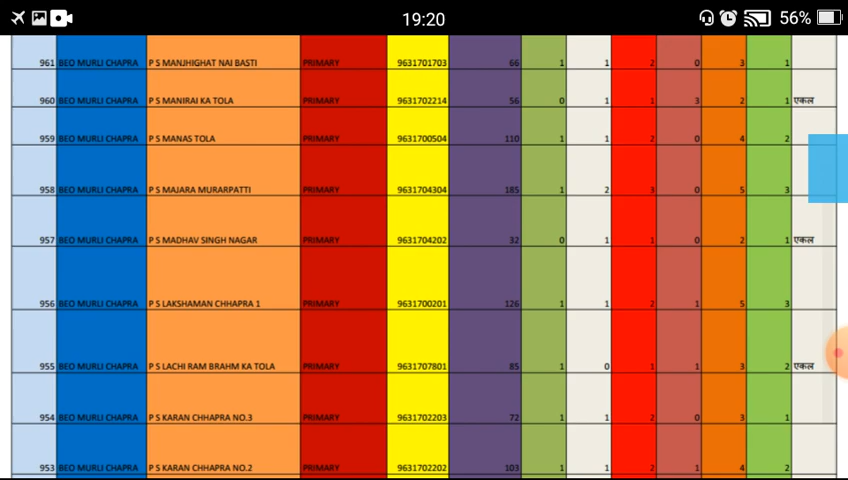 19:20 56%
961 BEO MURLI CHAPRA P S MANJHIGHAT NAI BASTI PRIMARY 9631701703 66 1 1 2 0 3 1
960 BEO MURLI CHAPRA P S MANIRAI KA TOLA PRIMARY 9631702214 56 0 1 1 3 2 1 एकल
959 BEO MURLI CHAPRA P S MANAS TOLA PRIMARY 9631700504 110 1 1 2 0 4 2
958 BEO MURLI CHAPRA P S MAJARA MURARPATTI PRIMARY 9631704304 185 1 2 3 0 5 3
957 BEO MURLI CHAPRA P S MADHAV SINGH NAGAR PRIMARY 9631704202 32 0 1 1 0 2 1 एकल
956 BEO MURLI CHAPRA P S LAKSHAMAN CHHAPRA 1 PRIMARY 9631700201 126 1 1 2 1 5 3
955 BEO MURLI CHAPRA P S LACHI RAM BRAHM KA TOLA PRIMARY 9631707801 85 1 0 1 1 3 2 एकल
954 BEO MURLI CHAPRA P S KARAN CHHAPRA NO.3 PRIMARY 9631702203 72 1 1 2 0 3 1
953 BEO MURLI CHAPRA P S KARAN CHHAPRA NO.2 PRIMARY 9631702202 103 1 1 2 1 4 2